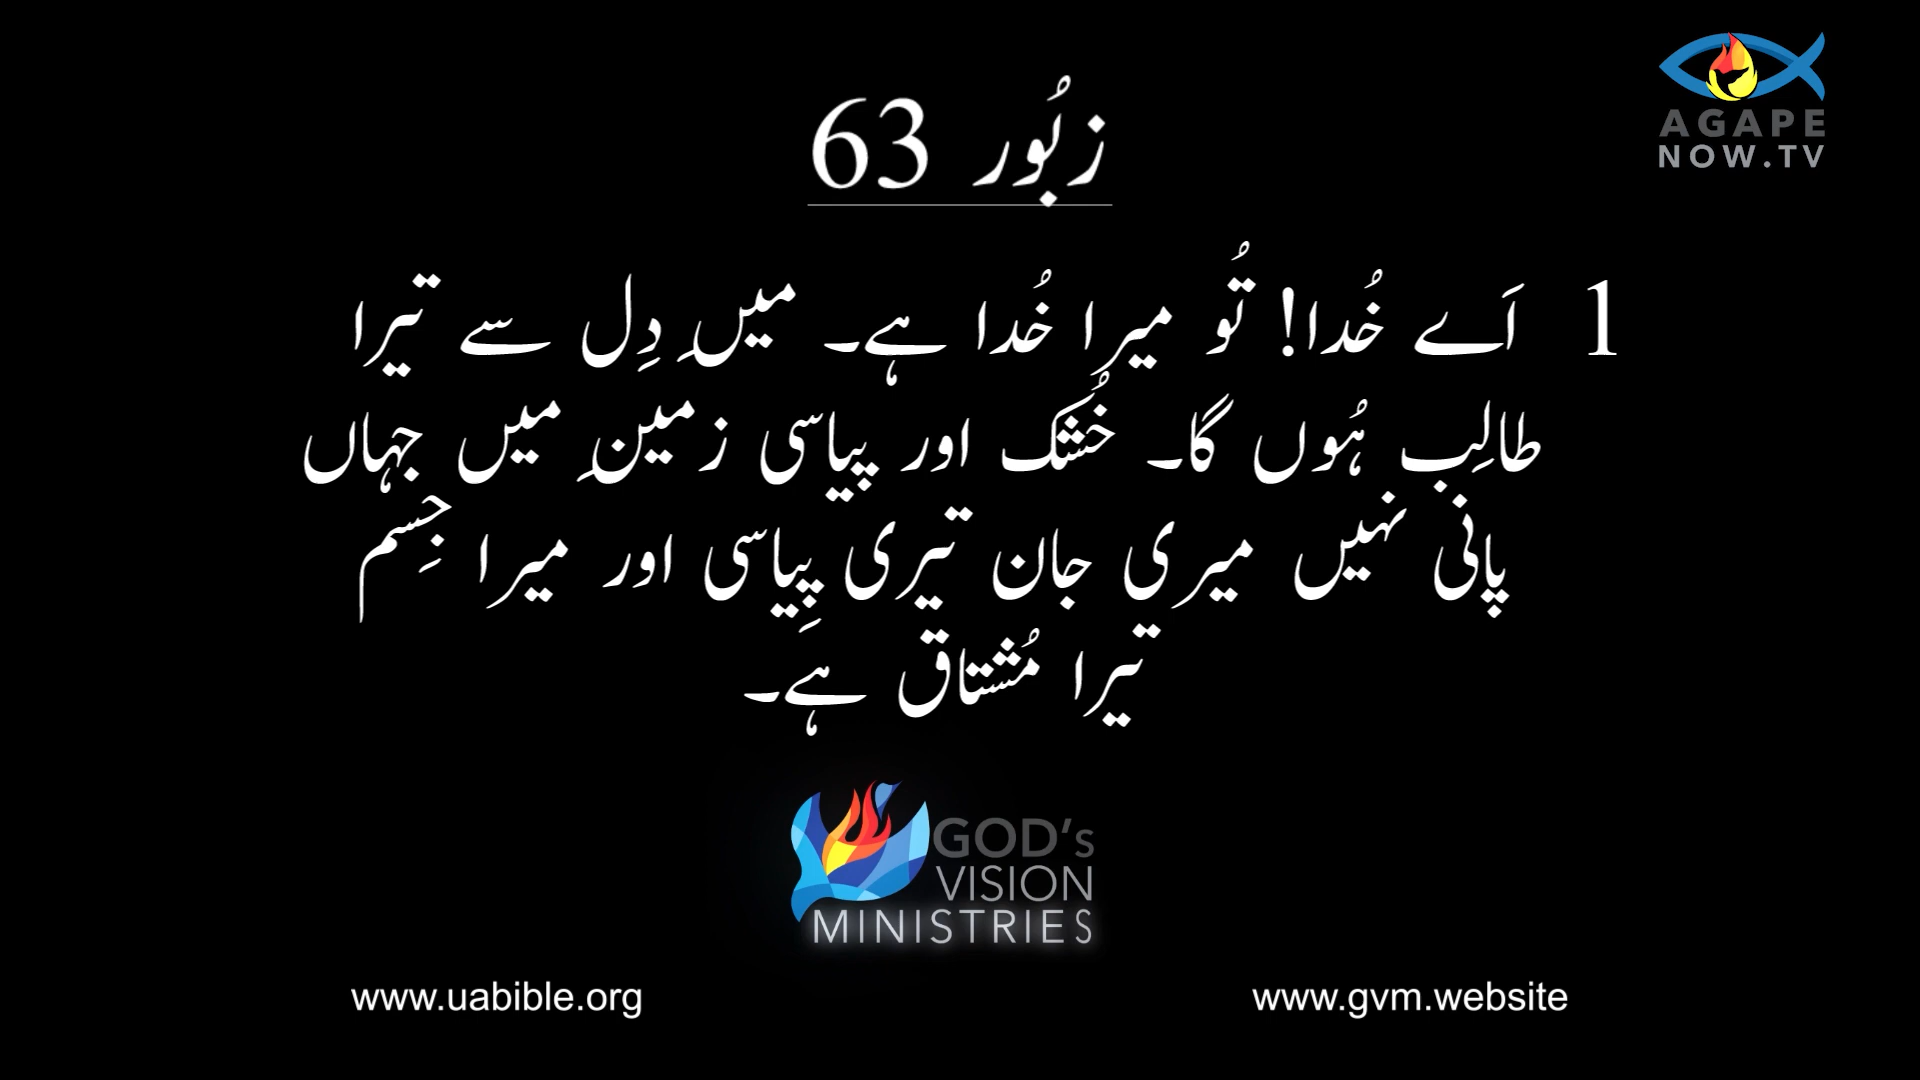 AGAPE
NOW.TV
زبُور 63
1 اَے خُدا! تُو میرا خُدا ہے۔ میں دِل سے تیرا
طالِب ہُوں گا۔ خُشک اور پیاسی زمین میں جہاں
پانی نہیں میری جان تیری پِیاسی اور میرا جِسم
تیرا مُشتاق ہَے۔
GOD's
VISION
MINISTRIES
www.uabible.org
www.gvm.website